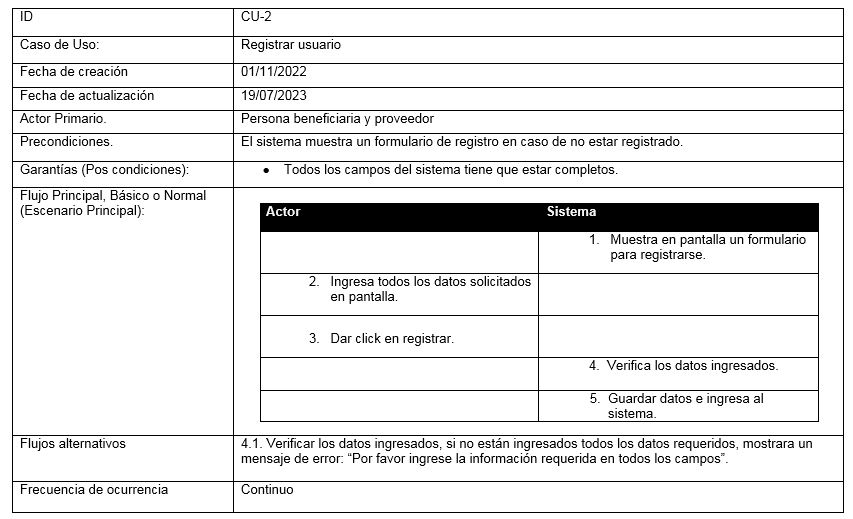 ID CU-2
Caso de Uso: Registrar usuario
Fecha de creación 01/11/2022
Fecha de actualización 19/07/2023
Actor Primario. Persona beneficiaria y proveedor
Precondiciones. El sistema muestra un formulario de registro en caso de no estar registrado.
Garantías (Pos condiciones): • Todos los campos del sistema tiene que estar completos.
Flujo Principal, Básico o Normal
(Escenario Principal):
Actor Sistema
1. Muestra en pantalla un formulario
para registrarse.
2. Ingresa todos los datos solicitados
en pantalla.
3. Dar click en registrar.
4. Verifica los datos ingresados.
5. Guardar datos e ingresa al
sistema.
Flujos alternativos 4.1. Verificar los datos ingresados, si no están ingresados todos los datos requeridos, mostrara un
mensaje de error: “Por favor ingrese la información requerida en todos los campos”.
Frecuencia de ocurrencia Continuo